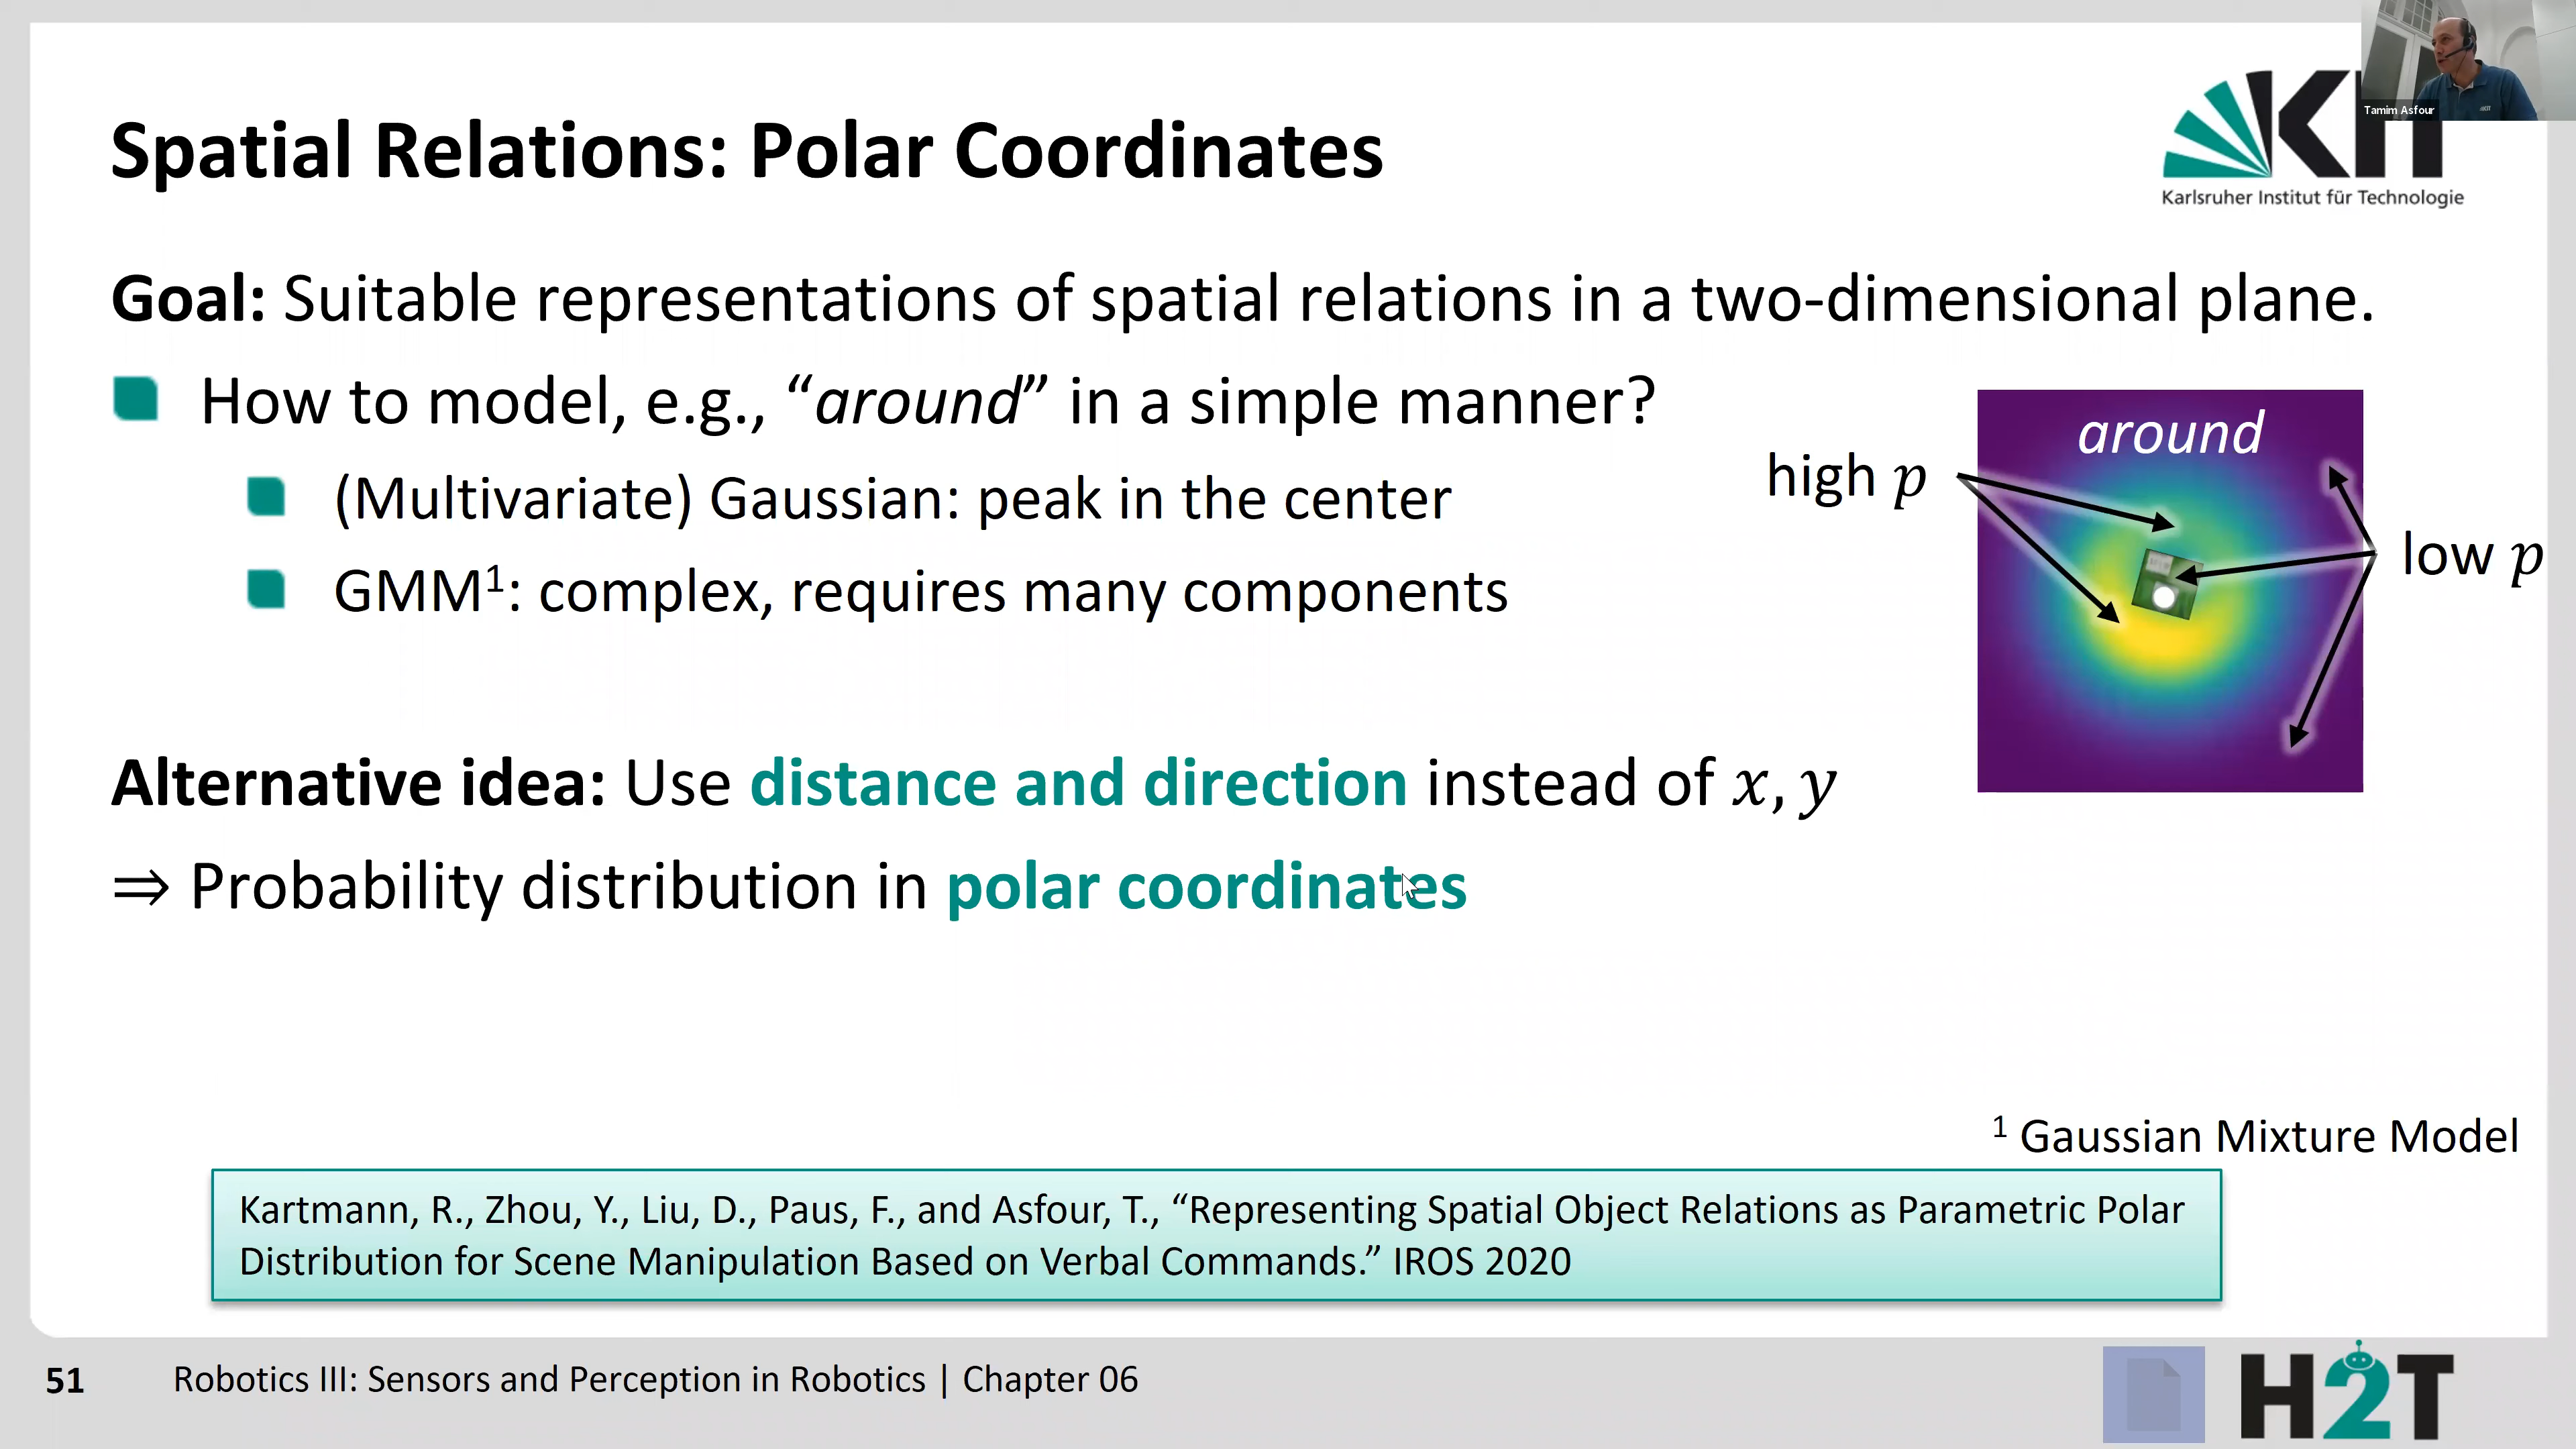 Tamim Asfour
KIT
Karlsruher Institut für Technologie
Spatial Relations: Polar Coordinates
Goal: Suitable representations of spatial relations in a two-dimensional plane.
How to model, e.g., “around” in a simple manner?
(Multivariate) Gaussian: peak in the center
GMM¹: complex, requires many components
around
high p
low p
Alternative idea: Use distance and direction instead of x, y
⇒ Probability distribution in polar coordinates
¹ Gaussian Mixture Model
Kartmann, R., Zhou, Y., Liu, D., Paus, F., and Asfour, T., “Representing Spatial Object Relations as Parametric Polar
Distribution for Scene Manipulation Based on Verbal Commands.” IROS 2020
51 Robotics III: Sensors and Perception in Robotics | Chapter 06
H2T